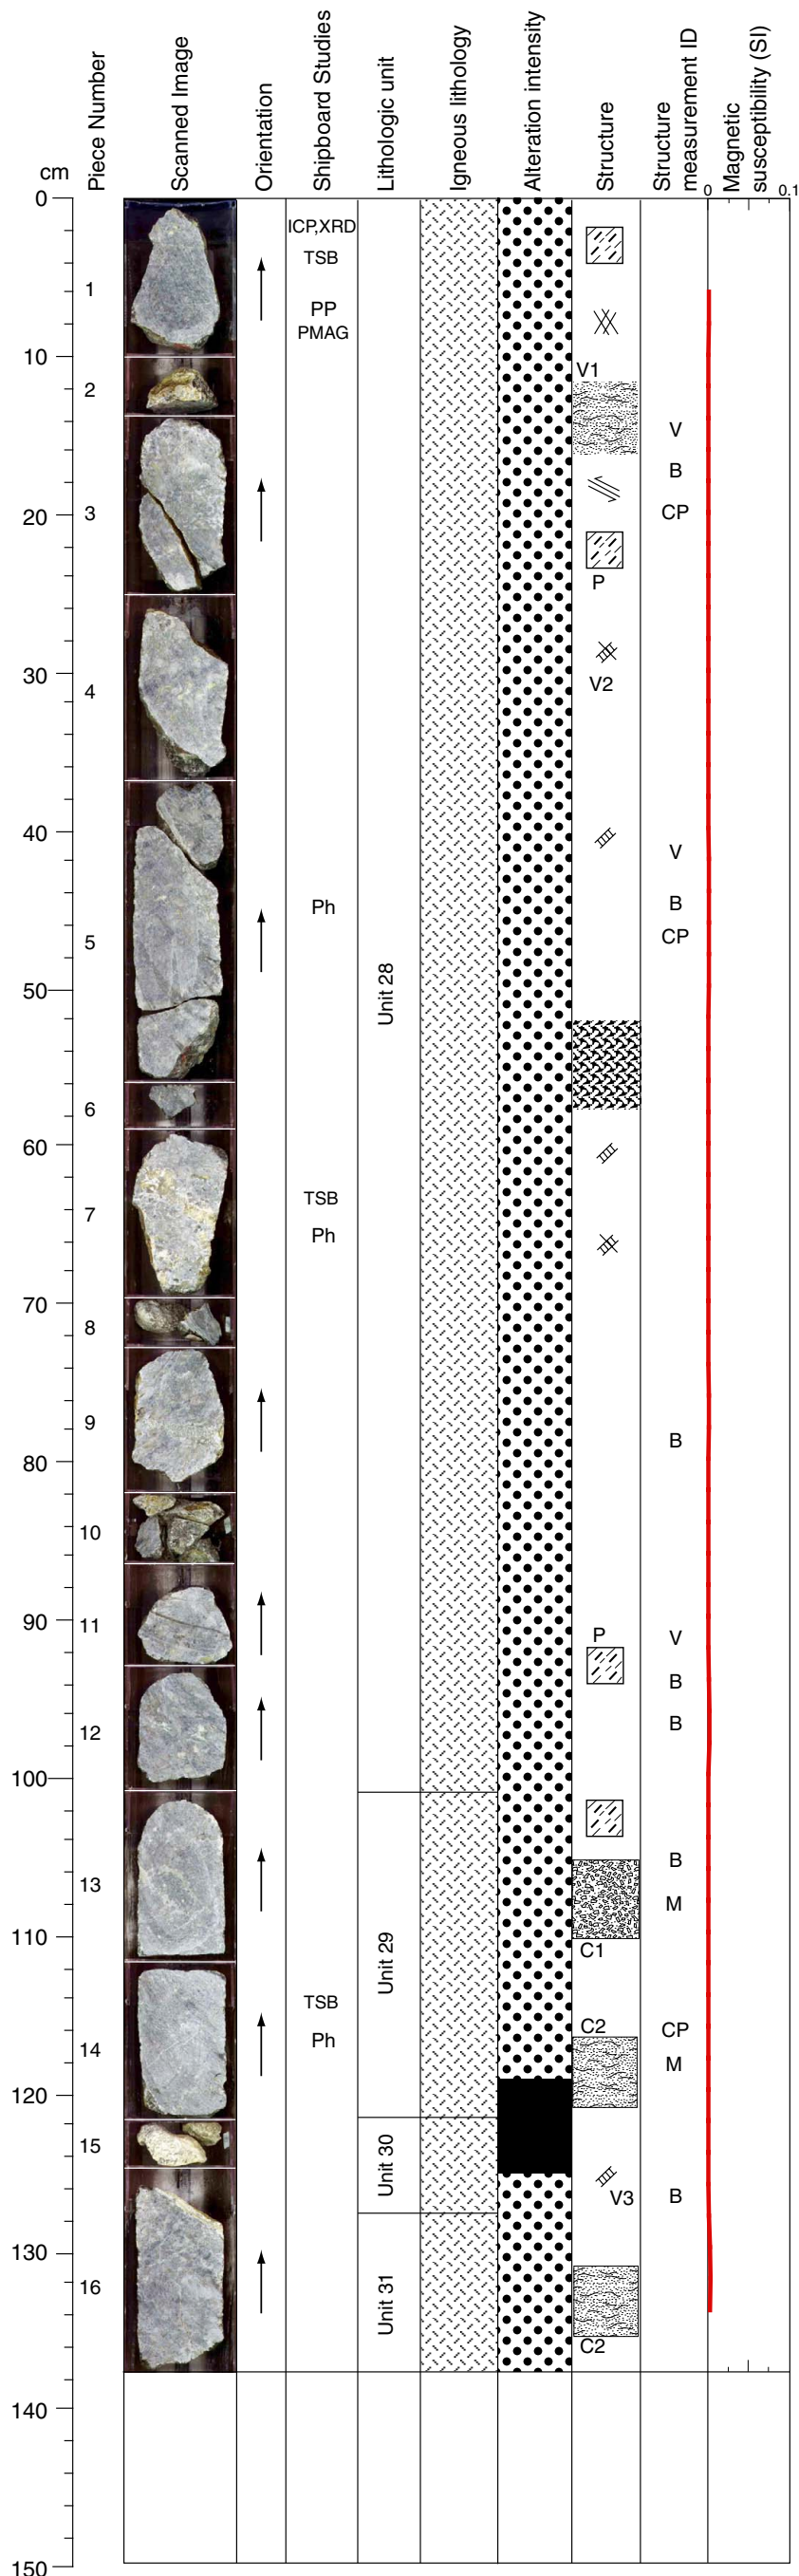 cm
Piece Number
Scanned Image
Orientation
Shipboard Studies
Lithologic unit
Igneous lithology
Alteration intensity
Structure
Structure
measurement ID
Magnetic
susceptibility (SI)
0 0.1
0
10
20
30
40
50
60
70
80
90
100
110
120
130
140
150
1
2
3
4
5
6
7
8
9
10
11
12
13
14
15
16
ICP,XRD
TSB
PP
PMAG
Ph
TSB
Ph
TSB
Ph
Unit 28
Unit 29
Unit 30
Unit 31
V1
P
V2
P
C1
C2
V3
C2
V
B
CP
V
B
CP
B
V
B
B
B
M
CP
M
B